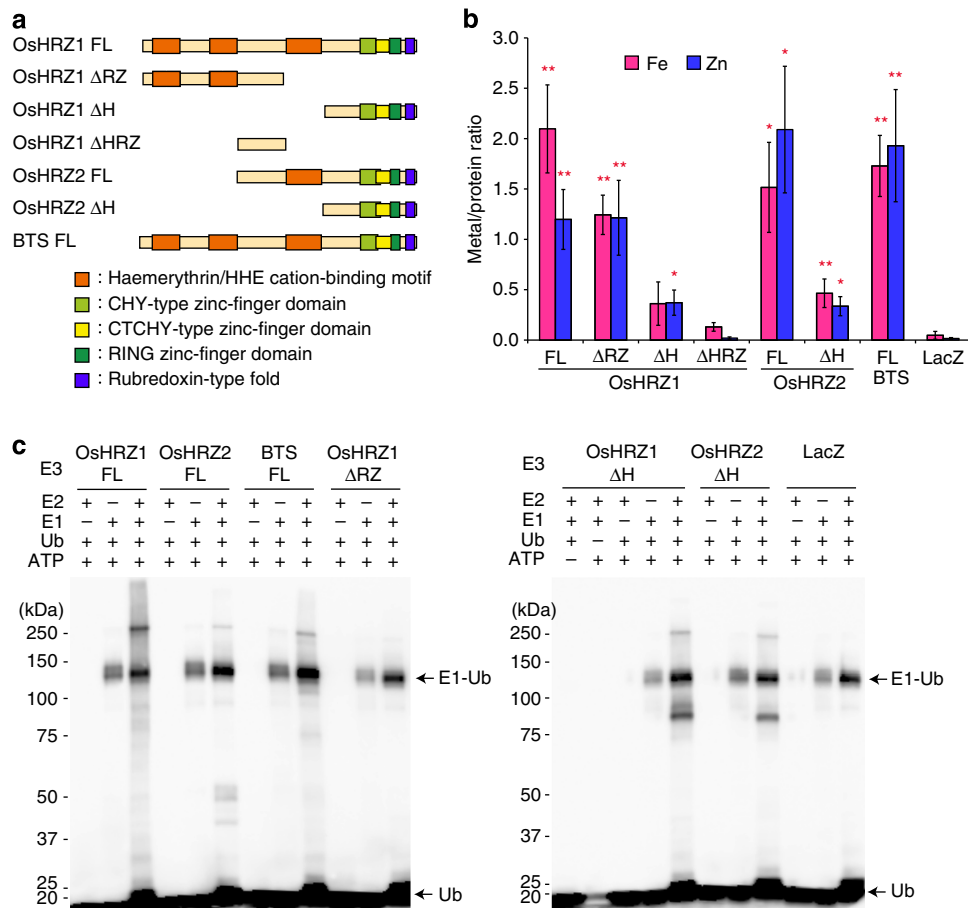 a
OsHRZ1 FL
OsHRZ1 ΔRZ
OsHRZ1 ΔH
OsHRZ1 ΔHRZ
OsHRZ2 FL
OsHRZ2 ΔH
BTS FL
: Haemerythrin/HHE cation-binding motif
: CHY-type zinc-finger domain
: CTCHY-type zinc-finger domain
: RING zinc-finger domain
: Rubredoxin-type fold
b
Metal/protein ratio
3.0
2.5
2.0
1.5
1.0
0.5
0.0
Fe Zn
** ** ** ** * * * ** * ** **
FL ΔRZ ΔH ΔHRZ FL ΔH FL LacZ
OsHRZ1 OsHRZ2 BTS
c
E3 OsHRZ1 FL OsHRZ2 FL BTS FL OsHRZ1 ΔRZ
E2 + − + + − + + − + + − +
E1 − + + − + + − + + − + +
Ub + + + + + + + + + + + +
ATP + + + + + + + + + + + +
(kDa)
250 -
150 -
100 -
75 -
50 -
37 -
25 -
20 -
← E1-Ub
← Ub
E3 OsHRZ1 ΔH OsHRZ2 ΔH LacZ
E2 + + + − + + − + + − +
E1 + + − + + − + + − + +
Ub + − + + + + + + + + +
ATP − + + + + + + + + + +
(kDa)
250 -
150 -
100 -
75 -
50 -
37 -
25 -
20 -
← E1-Ub
← Ub